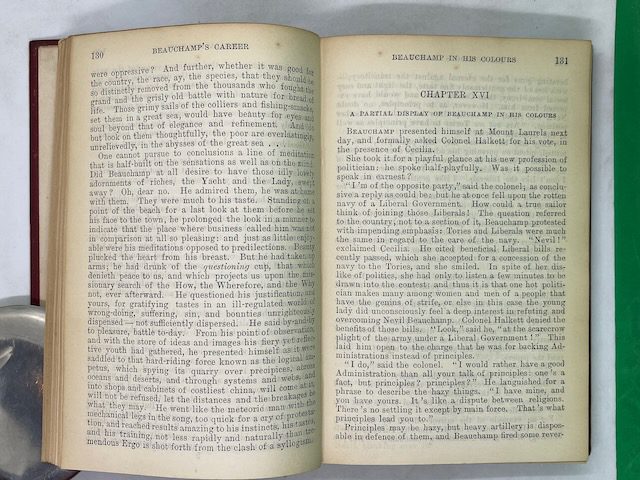 130 BEAUCHAMP'S CAREER
were oppressive? And further, whether it was good for
the country, the race, ay, the species, that they should be
so distinctly removed from the thousands who fought the
grand and the grisly old battle with nature for bread of
life. Those grimy sails of the colliers and fishing-smacks,
set them in a great sea, would have beauty for eyes and
soul beyond that of elegance and refinement. And do
but look on them thoughtfully, the poor are everlastingly,
unrelievedly, in the abysses of the great sea . . .
One cannot pursue to conclusions a line of meditation
that is half-built on the sensations as well as on the mind.
Did Beauchamp at all desire to have those idly lovely
adornments of riches, the Yacht and the Lady, swept
away? Oh, dear no. He admired them, he was at home
with them. They were much to his taste. Standing on a
point of the beach for a last look at them before he set
his face to the town, he prolonged the look in a manner to
indicate that the place where business called him was not
in comparison at all so pleasing: and just as little enjoy-
able were his meditations opposed to predilections. Beauty
plucked the heart from his breast. But he had taken up
arms; he had drunk of the questioning cup, that which
denieth peace to us, and which projects us upon the mis-
sionary search of the How, the Wherefore, and the Why
not, ever afterward. He questioned his justification, and
yours, for gratifying tastes in an ill-regulated world of
wrong-doing, suffering, sin, and bounties unrighteously
dispensed — not sufficiently dispersed. He said by-and-by
to pleasure, battle to-day. From his point of observation,
and with the store of ideas and images his fiery yet reflec-
tive youth had gathered, he presented himself as it were
saddled to that hard-riding force known as the logical im-
petus, which spying its quarry over precipices, across
oceans and deserts, and through systems and webs, and
into shops and cabinets of costliest china, will come at it,
will not be refused, let the distances and the breakages be
what they may. He went like the meteoric man with the
mechanical legs in the song, too quick for a cry of protesta-
tion, and reached results amazing to his instincts, his tastes,
and his training, not less rapidly and naturally than tre-
mendous Ergo is shot forth from the clash of a syllogism.
BEAUCHAMP IN HIS COLOURS 131
CHAPTER XVI
A PARTIAL DISPLAY OF BEAUCHAMP IN HIS COLOURS
BEAUCHAMP presented himself at Mount Laurels next
day, and formally asked Colonel Halkett for his vote, in
the presence of Cecilia.
She took it for a playful glance at his new profession of
politician: he spoke half-playfully. Was it possible to
speak in earnest?
"I'm of the opposite party," said the colonel; as conclu-
sive a reply as could be: but he at once fell upon the rotten
navy of a Liberal Government. How could a true sailor
think of joining those Liberals! The question referred
to the country, not to a section of it, Beauchamp protested
with impending emphasis: Tories and Liberals were much
the same in regard to the care of the navy. "Nevil!"
exclaimed Cecilia. He cited beneficial Liberal bills re-
cently passed, which she accepted for a concession of the
navy to the Tories, and she smiled. In spite of her dis-
like of politics, she had only to listen a few minutes to be
drawn into the contest: and thus it is that one hot politi-
cian makes many among women and men of a people that
have the genius of strife, or else in this case the young
lady did unconsciously feel a deep interest in refuting and
overcoming Nevil Beauchamp. Colonel Halkett denied the
benefits of those bills. "Look," said he, "at the scarecrow
plight of the army under a Liberal Government!" This
laid him open to the charge that he was for backing Ad-
ministrations instead of principles.
"I do," said the colonel. "I would rather have a good
Administration than all your talk of principles: one's a
fact, but principles? principles?" He languished for a
phrase to describe the hazy things. "I have mine, and
you have yours. It's like a dispute between religions.
There's no settling it except by main force. That's what
principles lead you to."
Principles may be hazy, but heavy artillery is dispos-
able in defence of them, and Beauchamp fired some rever-